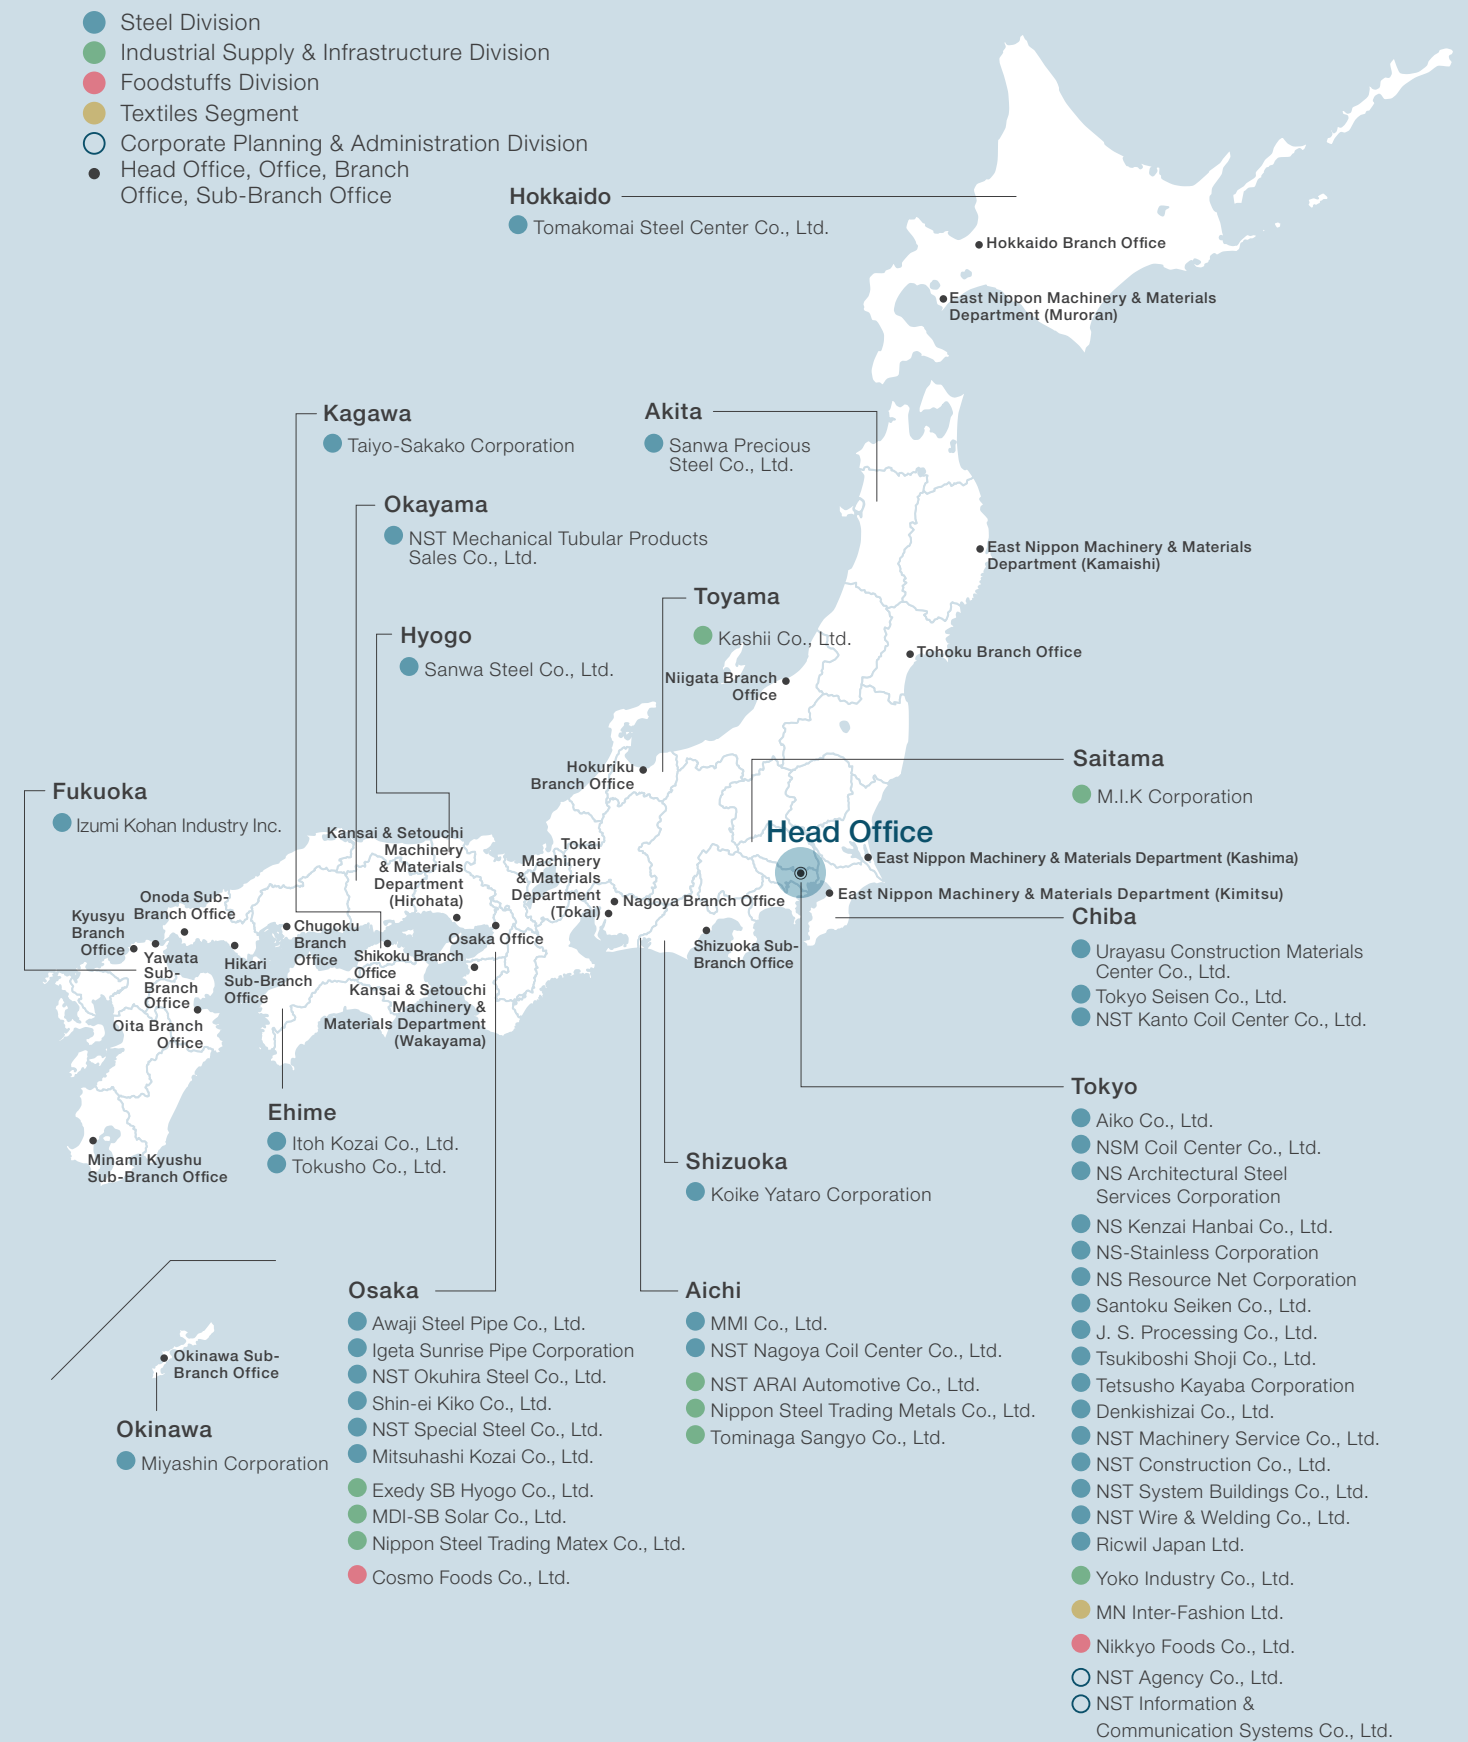 Steel Division
Industrial Supply & Infrastructure Division
Foodstuffs Division
Textiles Segment
Corporate Planning & Administration Division
Head Office, Office, Branch
Office, Sub-Branch Office
Hokkaido
Tomakomai Steel Center Co., Ltd.
Hokkaido Branch Office
East Nippon Machinery & Materials
Department (Muroran)
Kagawa
Taiyo-Sakako Corporation
Akita
Sanwa Precious
Steel Co., Ltd.
Okayama
NST Mechanical Tubular Products
Sales Co., Ltd.
East Nippon Machinery & Materials
Department (Kamaishi)
Toyama
Kashii Co., Ltd.
Hyogo
Sanwa Steel Co., Ltd.
Tohoku Branch Office
Niigata Branch
Office
Hokuriku
Branch Office
Saitama
M.I.K Corporation
Fukuoka
Izumi Kohan Industry Inc.
Head Office
Kansai & Setouchi
Machinery
& Materials
Department
(Hirohata)
Tokai
Machinery
& Materials
Department
(Tokai)
East Nippon Machinery & Materials Department (Kashima)
East Nippon Machinery & Materials Department (Kimitsu)
Nagoya Branch Office
Onoda Sub-
Branch Office
Kyusyu
Branch
Office
Yawata
Sub-
Branch
Office
Hikari
Sub-Branch
Office
Chugoku
Branch
Office
Shikoku Branch
Office
Osaka Office
Shizuoka Sub-
Branch Office
Kansai & Setouchi
Machinery &
Materials Department
(Wakayama)
Oita Branch
Office
Chiba
Urayasu Construction Materials
Center Co., Ltd.
Tokyo Seisen Co., Ltd.
NST Kanto Coil Center Co., Ltd.
Ehime
Itoh Kozai Co., Ltd.
Tokusho Co., Ltd.
Minami Kyushu
Sub-Branch Office
Shizuoka
Koike Yataro Corporation
Tokyo
Aiko Co., Ltd.
NSM Coil Center Co., Ltd.
NS Architectural Steel
Services Corporation
NS Kenzai Hanbai Co., Ltd.
NS-Stainless Corporation
NS Resource Net Corporation
Santoku Seiken Co., Ltd.
J. S. Processing Co., Ltd.
Tsukiboshi Shoji Co., Ltd.
Tetsusho Kayaba Corporation
Denkishizai Co., Ltd.
NST Machinery Service Co., Ltd.
NST Construction Co., Ltd.
NST System Buildings Co., Ltd.
NST Wire & Welding Co., Ltd.
Ricwil Japan Ltd.
Yoko Industry Co., Ltd.
MN Inter-Fashion Ltd.
Nikkyo Foods Co., Ltd.
NST Agency Co., Ltd.
NST Information &
Communication Systems Co., Ltd.
Osaka
Awaji Steel Pipe Co., Ltd.
Igeta Sunrise Pipe Corporation
NST Okuhira Steel Co., Ltd.
Shin-ei Kiko Co., Ltd.
NST Special Steel Co., Ltd.
Mitsuhashi Kozai Co., Ltd.
Exedy SB Hyogo Co., Ltd.
MDI-SB Solar Co., Ltd.
Nippon Steel Trading Matex Co., Ltd.
Cosmo Foods Co., Ltd.
Aichi
MMI Co., Ltd.
NST Nagoya Coil Center Co., Ltd.
NST ARAI Automotive Co., Ltd.
Nippon Steel Trading Metals Co., Ltd.
Tominaga Sangyo Co., Ltd.
Okinawa Sub-
Branch Office
Okinawa
Miyashin Corporation